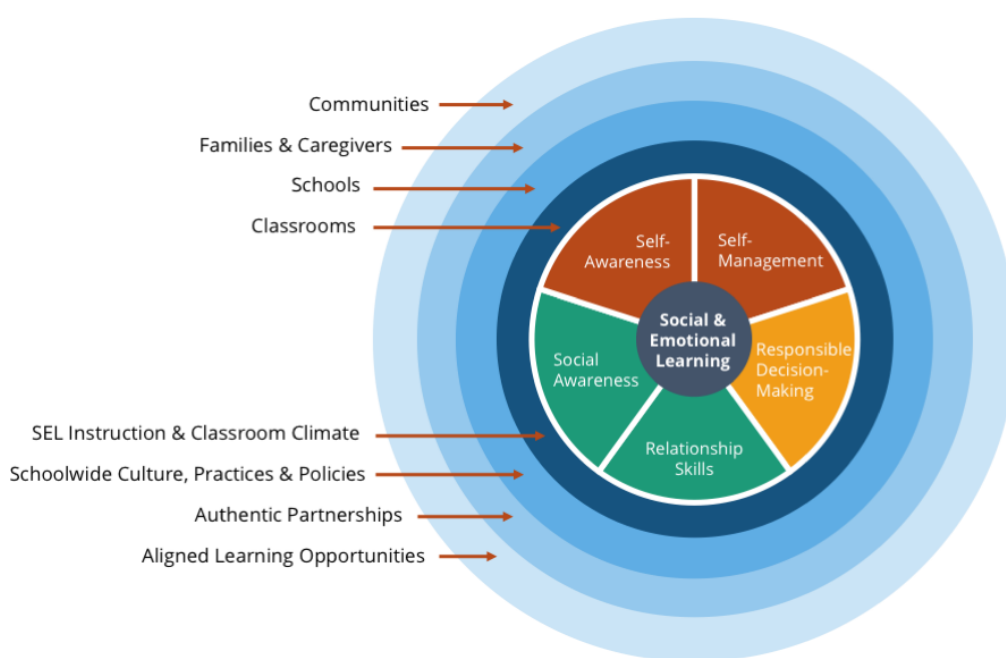 Communities
Families & Caregivers
Schools
Classrooms
Self-
Awareness
Self-
Management
Social &
Emotional
Learning
Social
Awareness
Responsible
Decision-
Making
Relationship
Skills
SEL Instruction & Classroom Climate
Schoolwide Culture, Practices & Policies
Authentic Partnerships
Aligned Learning Opportunities